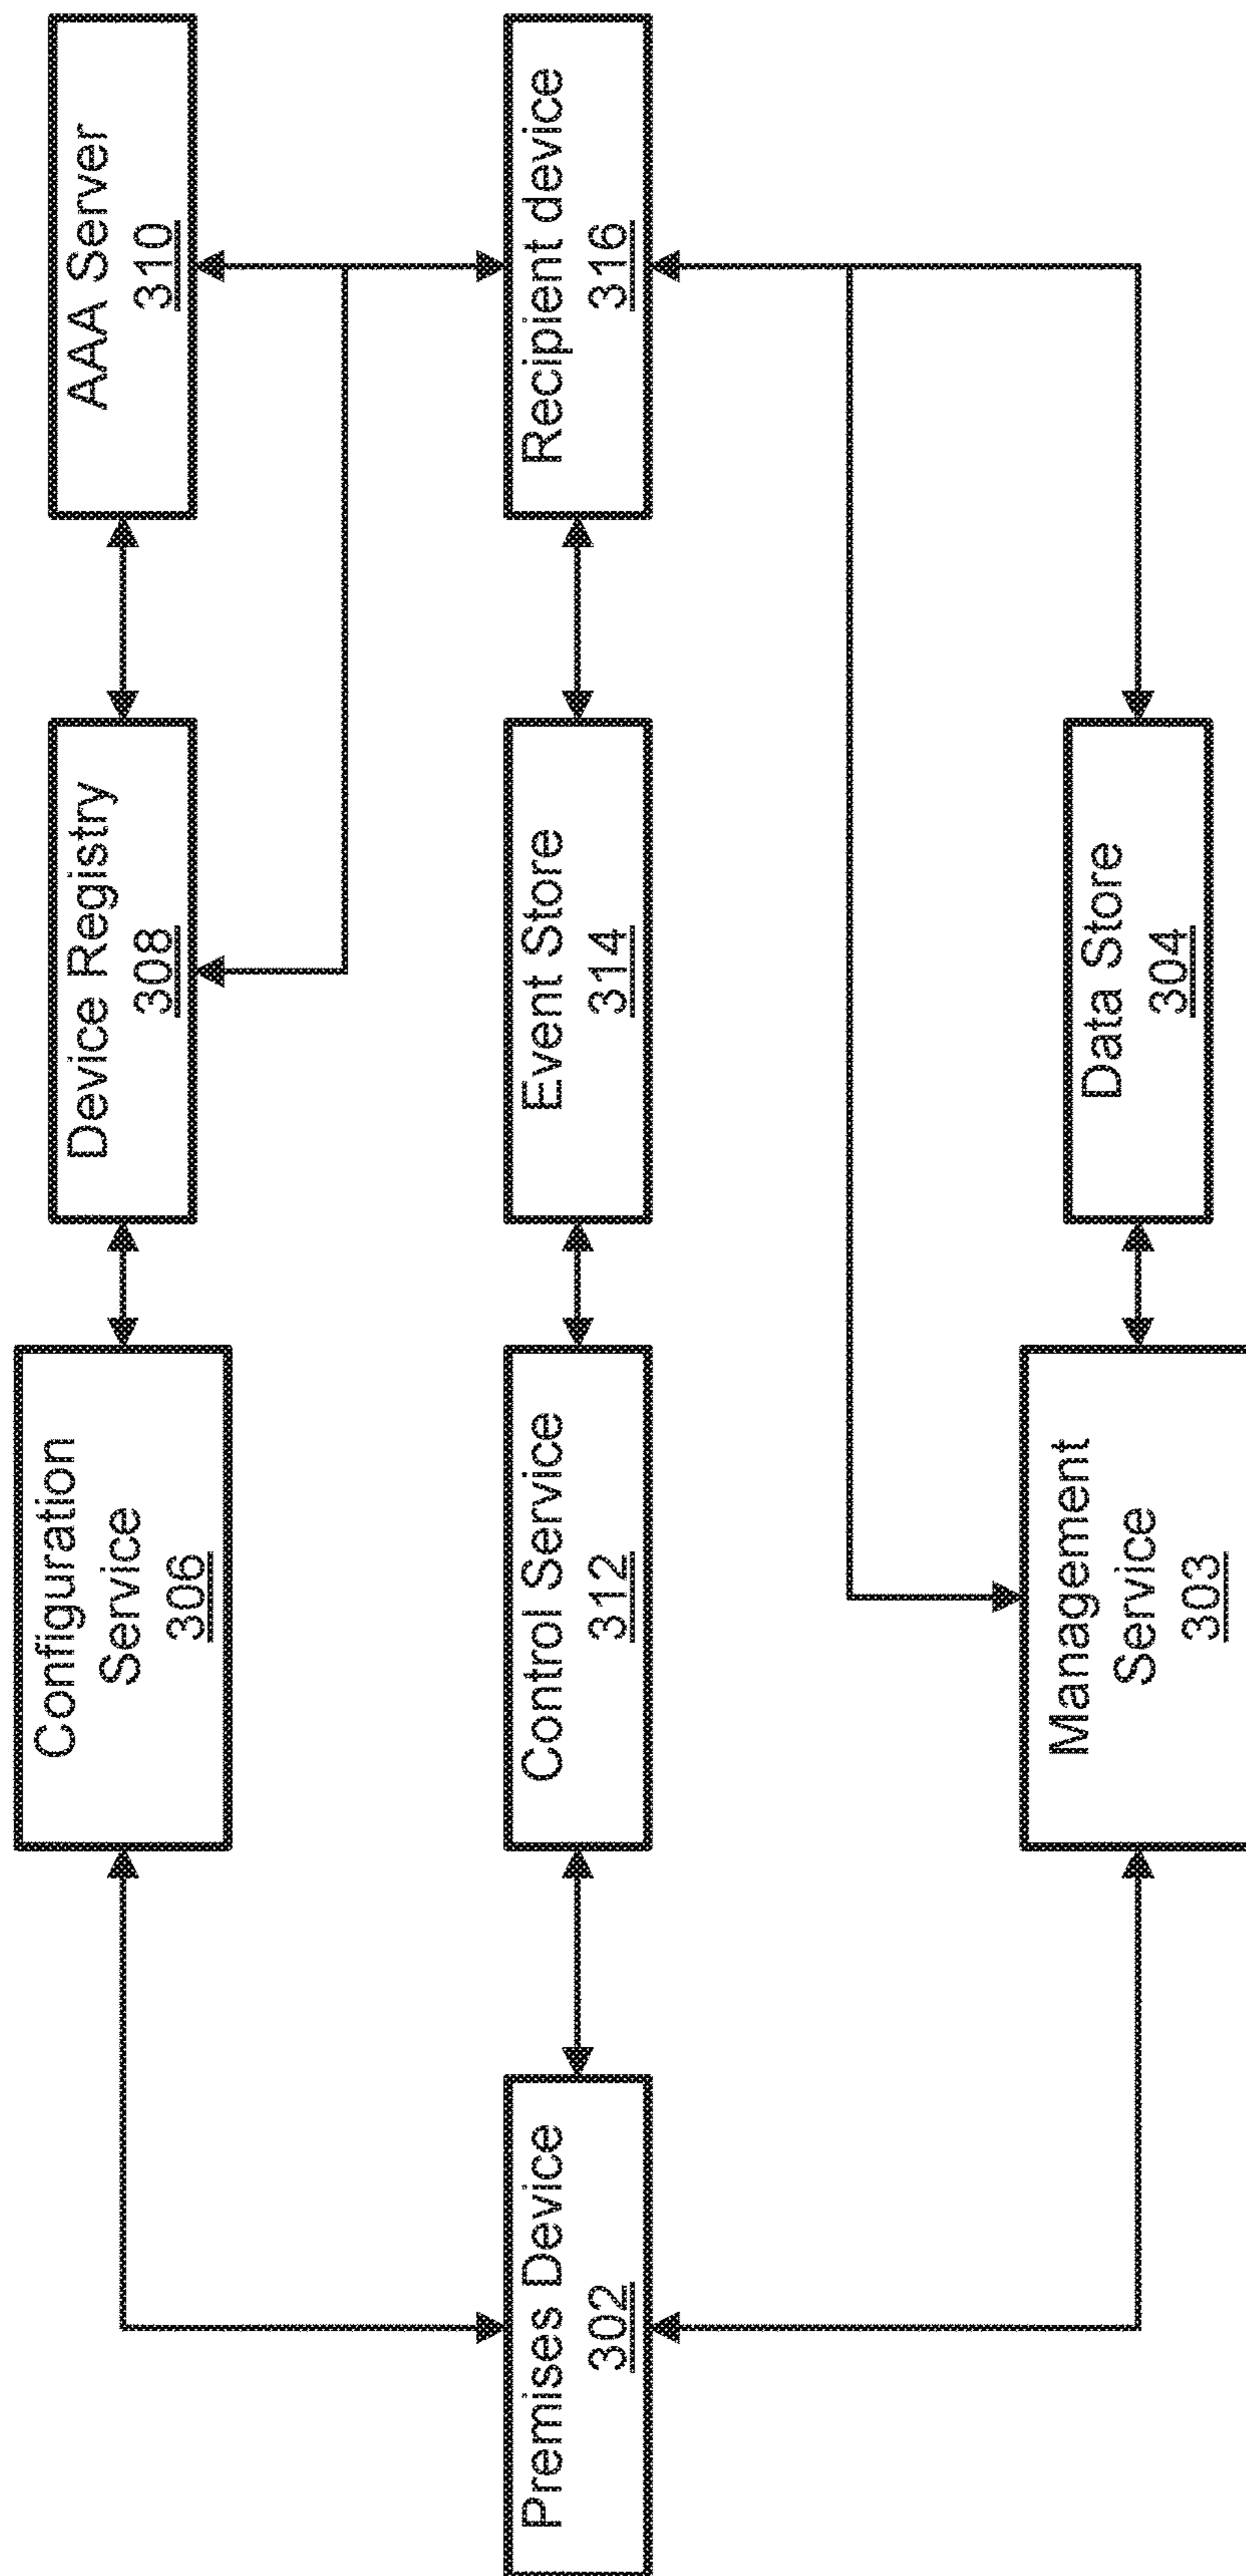 Configuration
Service
306
Device Registry
308
AAA Server
310
Premises Device
302
Control Service
312
Event Store
314
Recipient device
316
Management
Service
303
Data Store
304